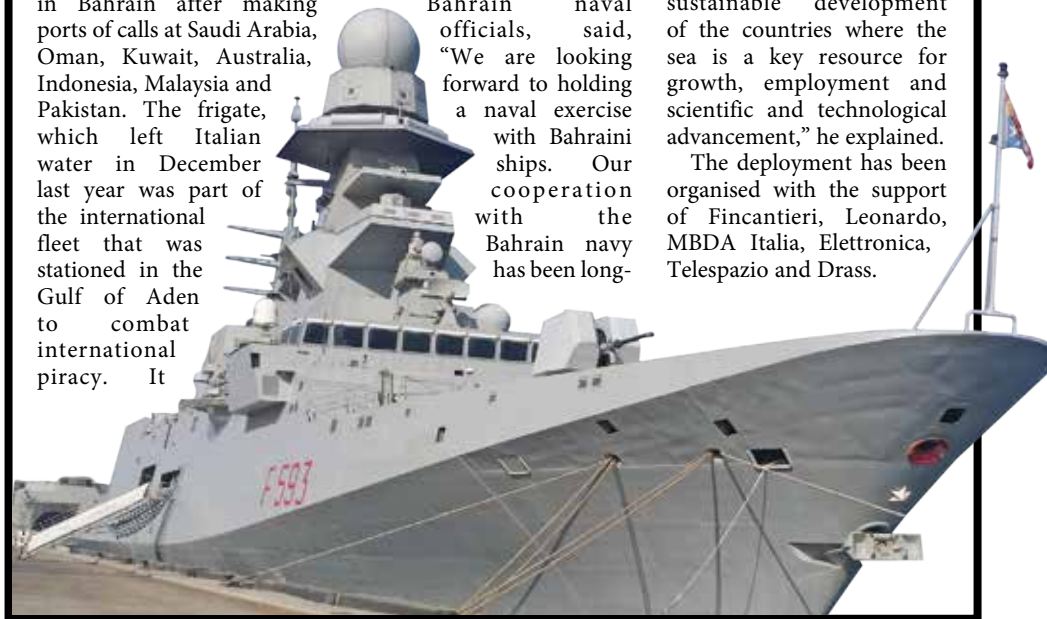 in Bahrain after making
ports of calls at Saudi Arabia,
Oman, Kuwait, Australia,
Indonesia, Malaysia and
Pakistan. The frigate,
which left Italian
water in December
last year was part of
the international
fleet that was
stationed in the
Gulf of Aden
to combat
international
piracy. It
Bahrain naval
officials, said,
“We are looking
forward to holding
a naval exercise
with Bahraini
ships. Our
cooperation
with the
Bahrain navy
has been long-
sustainable development
of the countries where the
sea is a key resource for
growth, employment and
scientific and technological
advancement,” he explained.
The deployment has been
organised with the support
of Fincantieri, Leonardo,
MBDA Italia, Elettronica,
Telespazio and Drass.
F 593